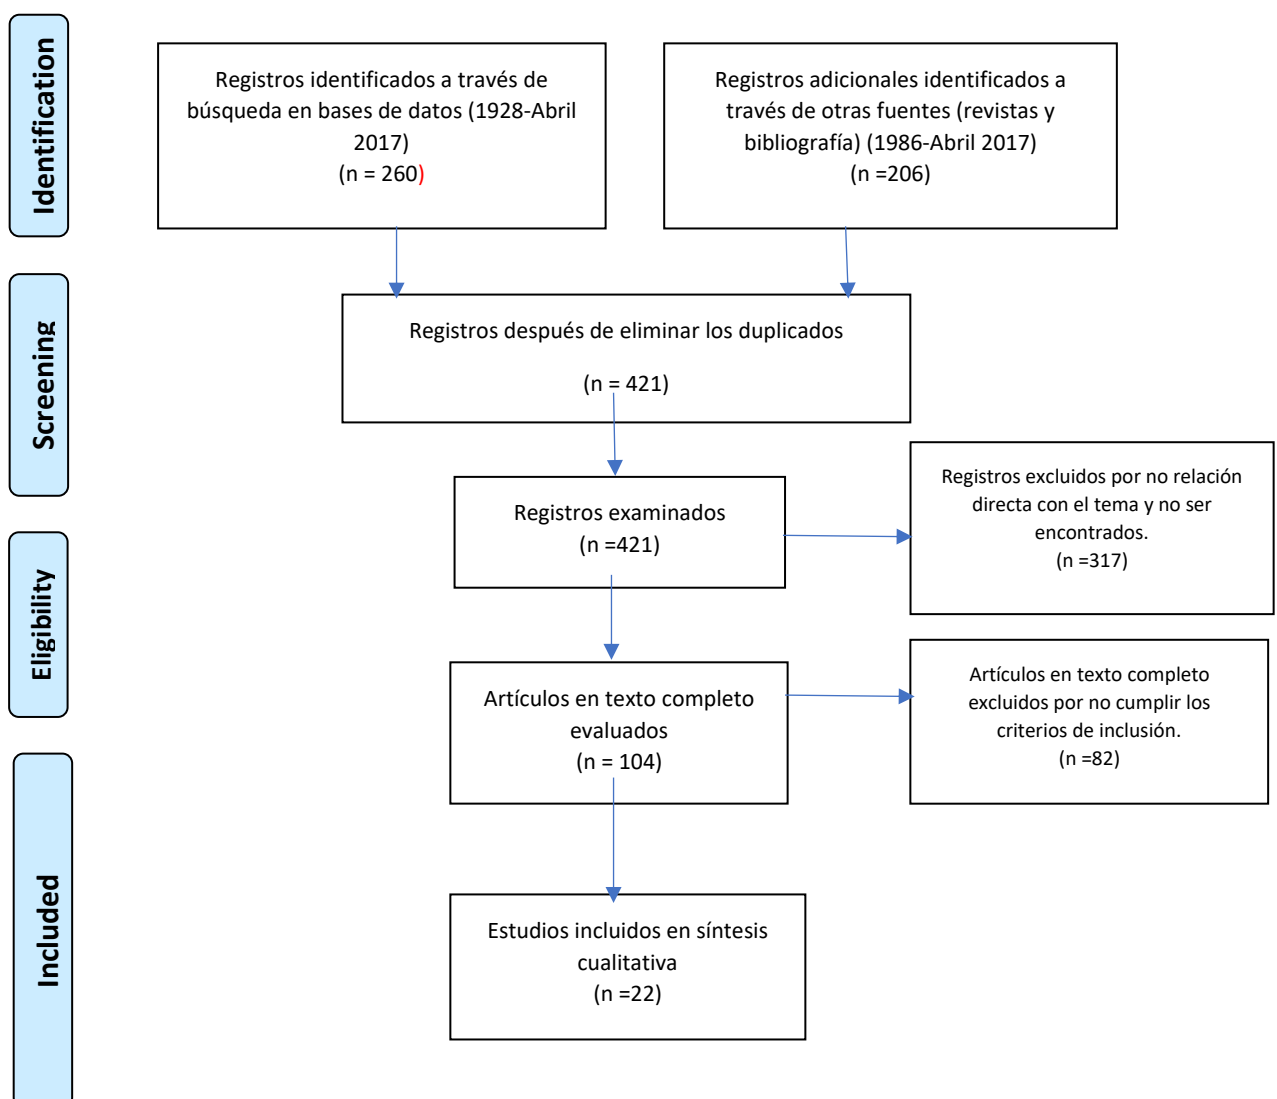 Identification
Registros identificados a través de
búsqueda en bases de datos (1928-Abril
2017)
(n = 260)
Registros adicionales identificados a
través de otras fuentes (revistas y
bibliografía) (1986-Abril 2017)
(n =206)
Screening
Registros después de eliminar los duplicados
(n = 421)
Registros examinados
(n =421)
Registros excluidos por no relación
directa con el tema y no ser
encontrados.
(n =317)
Eligibility
Artículos en texto completo
evaluados
(n = 104)
Artículos en texto completo
excluidos por no cumplir los
criterios de inclusión.
(n =82)
Included
Estudios incluidos en síntesis
cualitativa
(n =22)